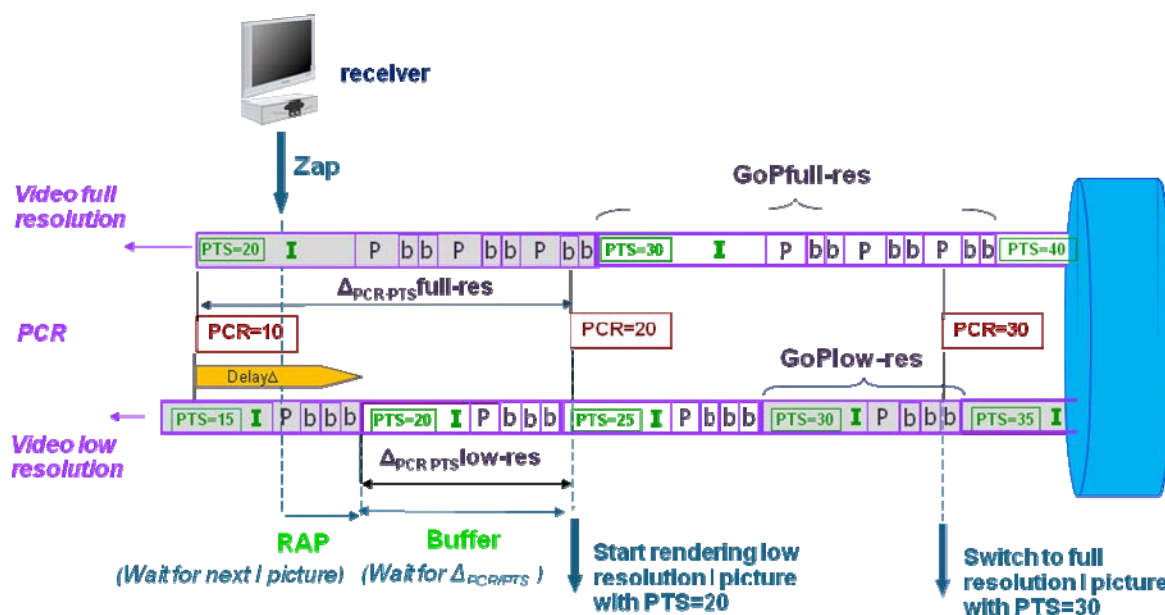 receiver
Zap
GoPfull-res
Video full
resolution
PTS=20 I P b b P b b P b b PTS=30 I P b b P b b P b b PTS=40
ΔPCR-PTSfull-res
PCR
PCR=10
PCR=20
PCR=30
GoPlow-res
DelayΔ
PTS=15 I P b b b PTS=20 I P b b b PTS=25 I P b b b PTS=30 I P b b b PTS=35 I
Video low
resolution
ΔPCR PTSlow-res
RAP
(Wait for next I picture)
Buffer
(Wait for ΔPCR/PTS )
Start rendering low
resolution I picture
with PTS=20
Switch to full
resolution I picture
with PTS=30